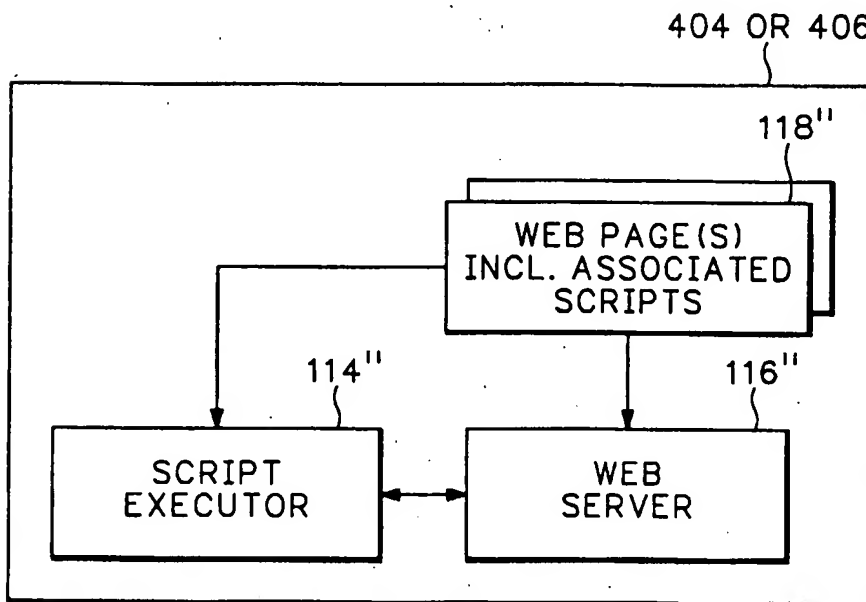 404 OR 406
118"
WEB PAGE(S)
INCL. ASSOCIATED
SCRIPTS
114"
116"
SCRIPT
EXECUTOR
WEB
SERVER